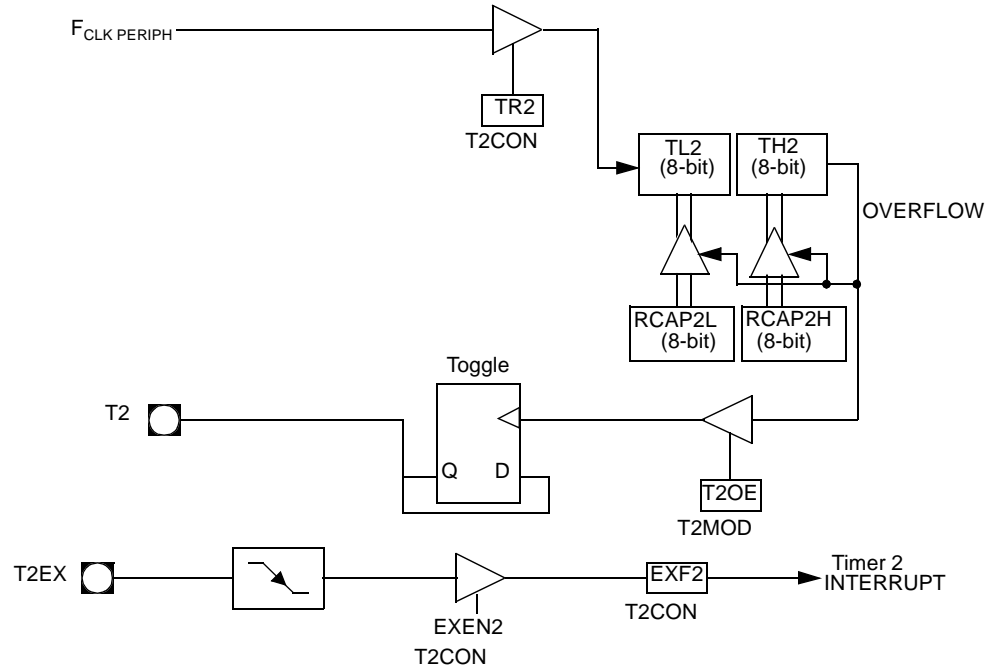 FCLK PERIPH
TR2
T2CON
TL2
(8-bit)
TH2
(8-bit)
OVERFLOW
RCAP2L
(8-bit)
RCAP2H
(8-bit)
Toggle
T2
Q D
T2OE
T2MOD
T2EX
EXEN2
T2CON
EXF2
T2CON
Timer 2
INTERRUPT